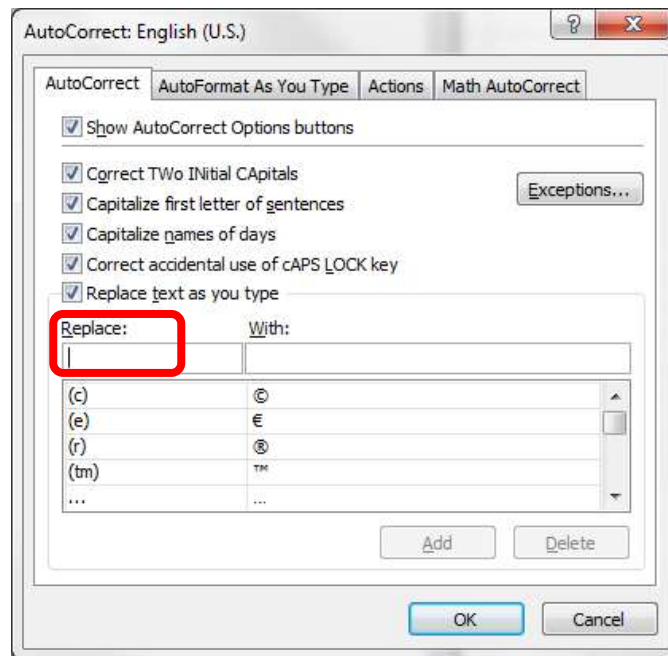 AutoCorrect: English (U.S.)
AutoCorrect AutoFormat As You Type Actions Math AutoCorrect
Show AutoCorrect Options buttons
Correct TWo INitial CApitals
Exceptions...
Capitalize first letter of sentences
Capitalize names of days
Correct accidental use of cAPS LOCK key
Replace text as you type
Replace: With:
(c) ©
(e) €
(r) ®
(tm) ™
... …
Add Delete
OK Cancel